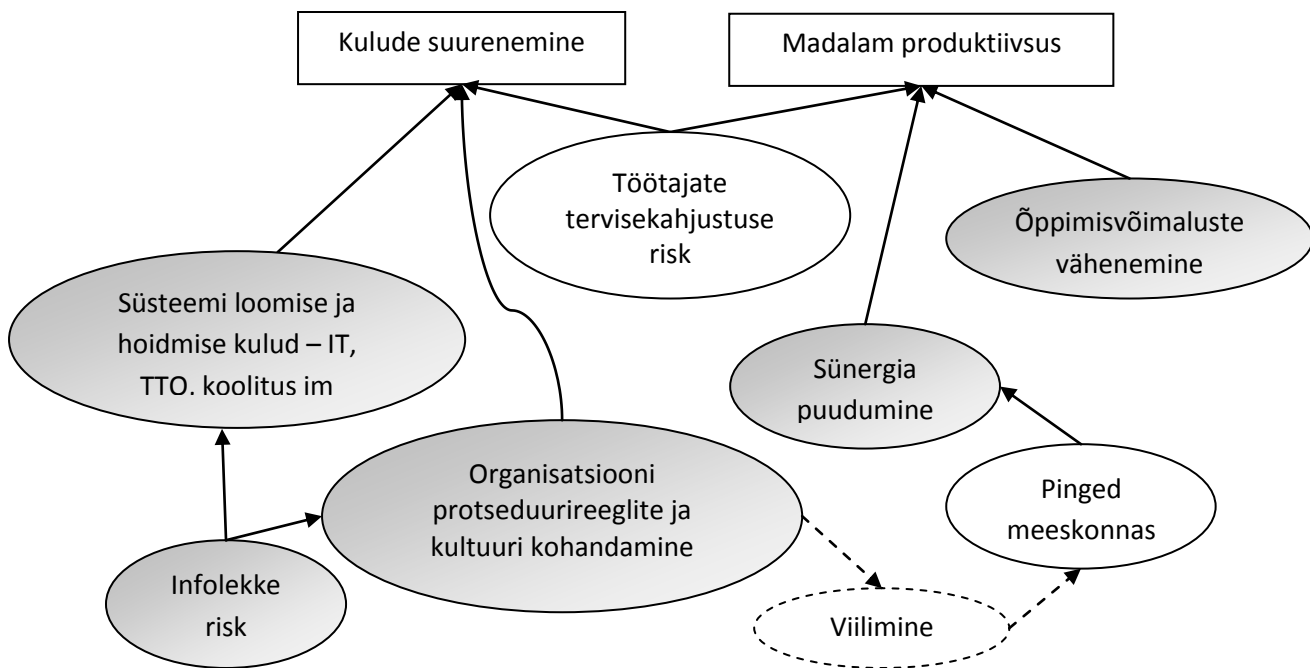 Kulude suurenemine
Madalam produktiivsus
Töötajate
tervisekahjustuse
risk
Õppimisvõimaluste
vähenemine
Süsteemi loomise ja
hoidmise kulud – IT,
TTO, koolitus jm
Sünergia
puudumine
Organisatsiooni
protseduurireeglite ja
kultuuri kohandamine
Pinged
meeskonnas
Infolekke
risk
Viilimine